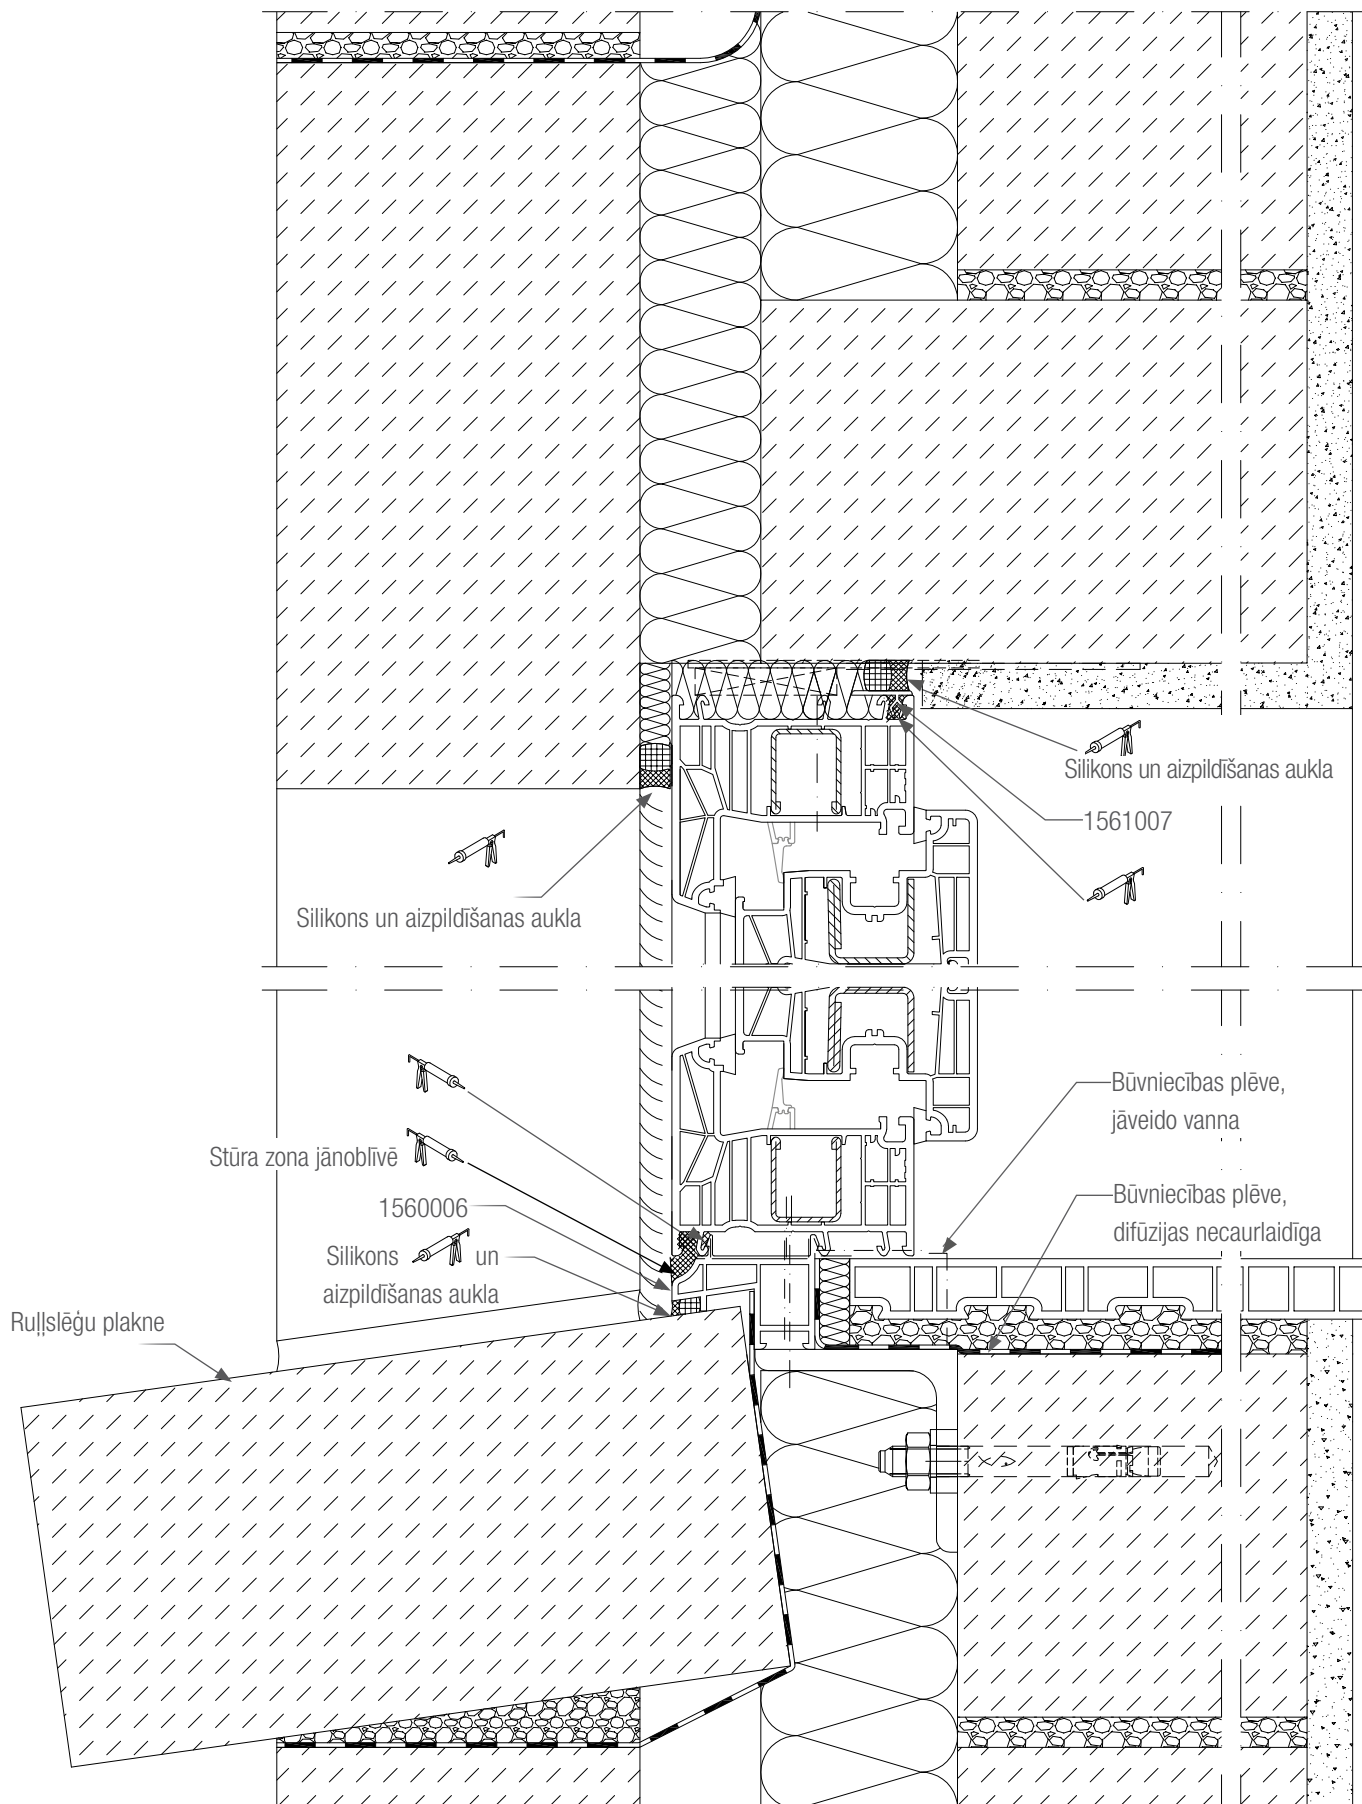 Silikons un aizpildīšanas aukla
1561007
Silikons un aizpildīšanas aukla
Būvniecības plēve,
jāveido vanna
Stūra zona jānoblīvē
Būvniecības plēve,
difūzijas necaurlaidīga
1560006
Silikons un
aizpildīšanas aukla
Ruļļslēģu plakne